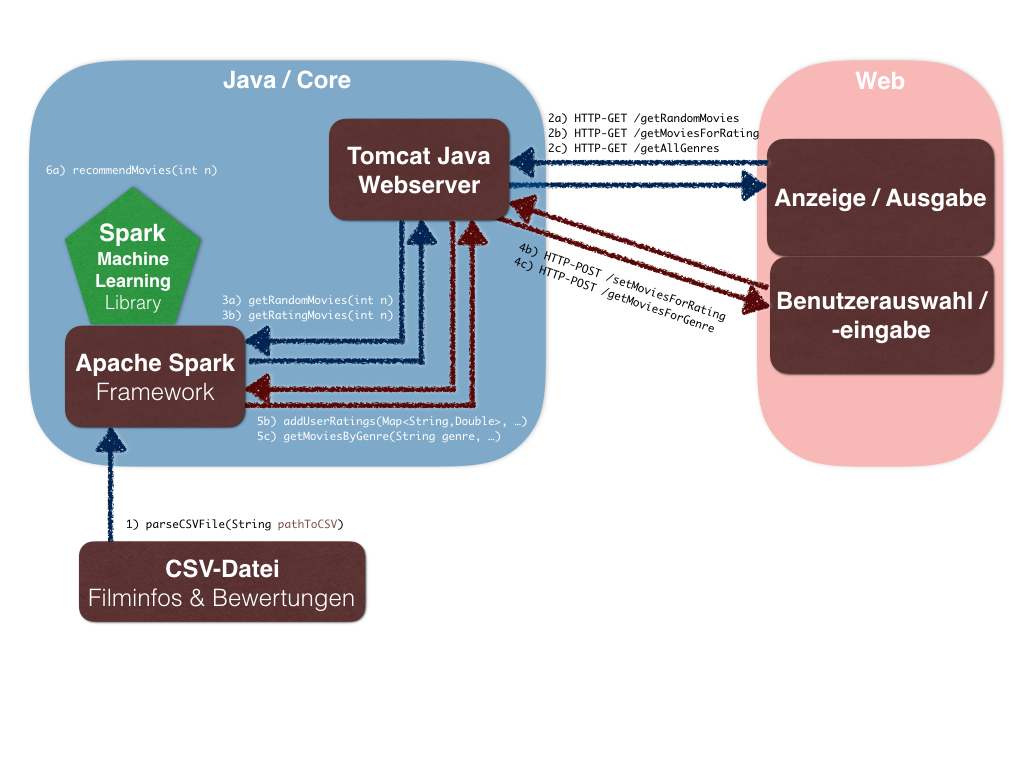 Java / Core
Web
2a) HTTP-GET /getRandomMovies
2b) HTTP-GET /getMoviesForRating
2c) HTTP-GET /getAllGenres
Tomcat Java
Webserver
6a) recommendMovies(int n)
Anzeige / Ausgabe
Spark
Machine
Learning
Library
4b) HTTP-POST /setMoviesForRating
4c) HTTP-POST /getMoviesForGenre
3a) getRandomMovies(int n)
3b) getRatingMovies(int n)
Benutzerauswahl /
-eingabe
Apache Spark
Framework
5b) addUserRatings(Map<String,Double>, …)
5c) getMoviesByGenre(String genre, …)
1) parseCSVFile(String pathToCSV)
CSV-Datei
Filminfos & Bewertungen